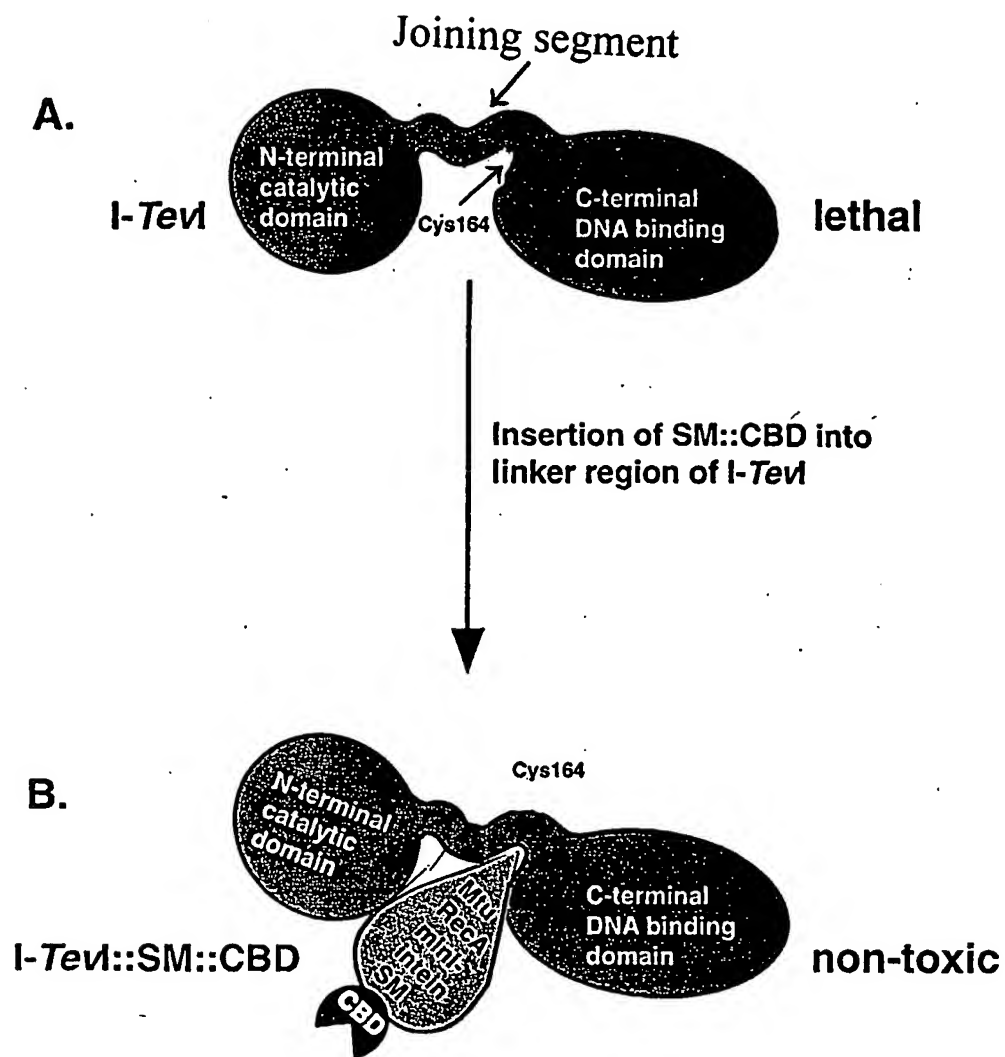 Joining segment
A.
N-terminal
catalytic
domain
I-TevI
Cys164
C-terminal
DNA binding
domain
lethal
Insertion of SM::CBD into
linker region of I-TevI
Cys164
B.
N-terminal
catalytic
domain
Mtu
RecA
mini-
intein-
SM
C-terminal
DNA binding
domain
I-TevI::SM::CBD
non-toxic
CBD